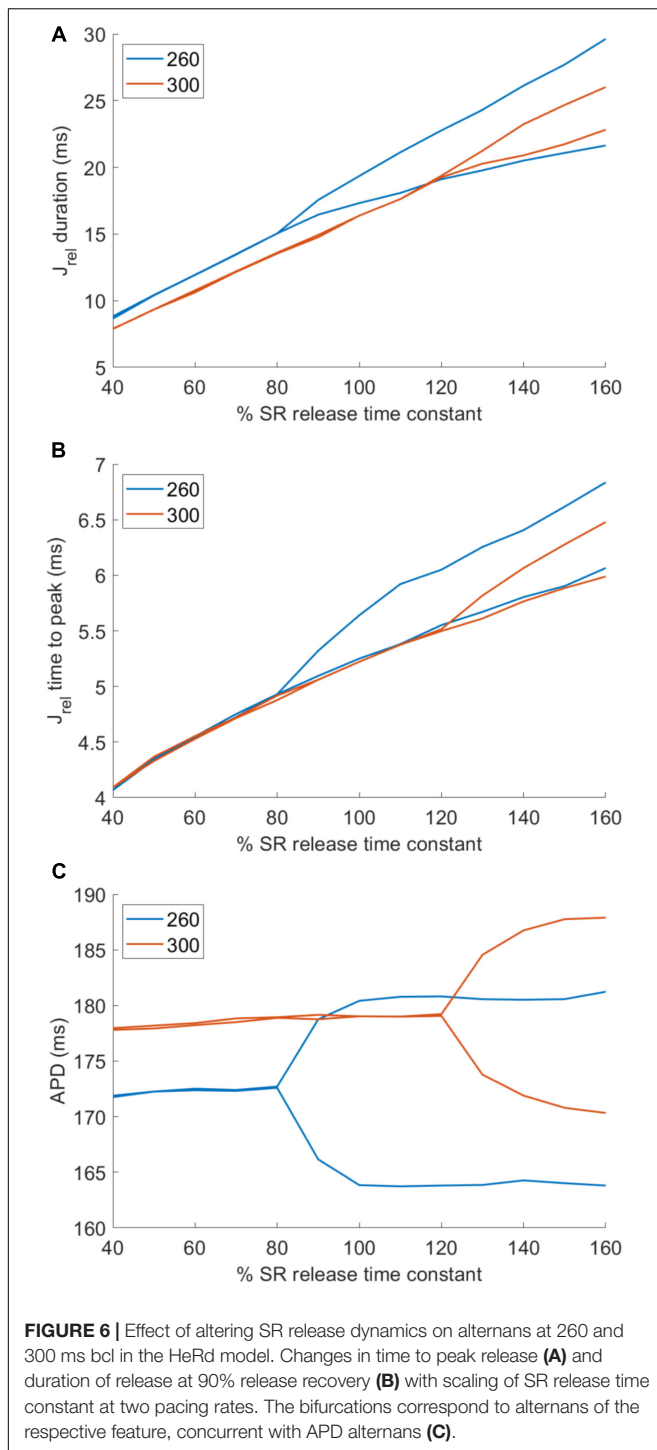 A
30
25
20
15
10
5
J_rel duration (ms)
260
300
40 60 80 100 120 140 160
% SR release time constant
B
7
6.5
6
5.5
5
4.5
4
J_rel time to peak (ms)
260
300
40 60 80 100 120 140 160
% SR release time constant
C
190
185
180
175
170
165
160
APD (ms)
260
300
40 60 80 100 120 140 160
% SR release time constant
FIGURE 6 | Effect of altering SR release dynamics on alternans at 260 and
300 ms bcl in the HeRd model. Changes in time to peak release (A) and
duration of release at 90% release recovery (B) with scaling of SR release time
constant at two pacing rates. The bifurcations correspond to alternans of the
respective feature, concurrent with APD alternans (C).